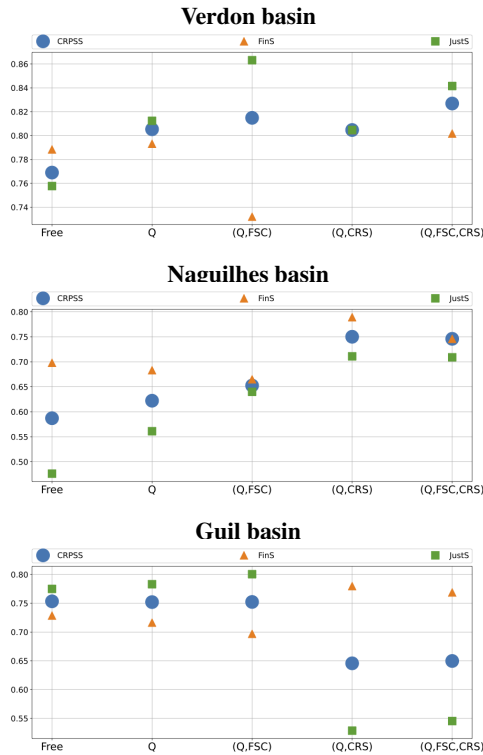 Verdon basin
CRPSS FinS JustS
0.86
0.84
0.82
0.80
0.78
0.76
0.74
Free Q (Q,FSC) (Q,CRS) (Q,FSC,CRS)
Naguilhes basin
CRPSS FinS JustS
0.80
0.75
0.70
0.65
0.60
0.55
0.50
Free Q (Q,FSC) (Q,CRS) (Q,FSC,CRS)
Guil basin
CRPSS FinS JustS
0.80
0.75
0.70
0.65
0.60
0.55
Free Q (Q,FSC) (Q,CRS) (Q,FSC,CRS)